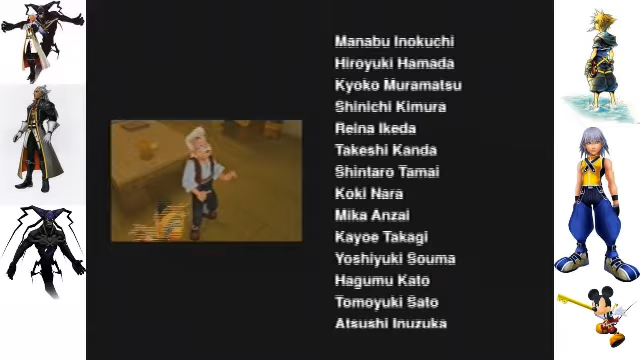 Manabu Inokuchi
Hiroyuki Hamada
Kyoko Muramatsu
Shinichi Kimura
Reina Ikeda
Takeshi Kanda
Shintaro Tamai
Koki Nara
Mika Anzai
Kayoe Takagi
Yoshiyuki Souma
Hagumu Kato
Tomoyuki Sato
Atsushi Inuzuka